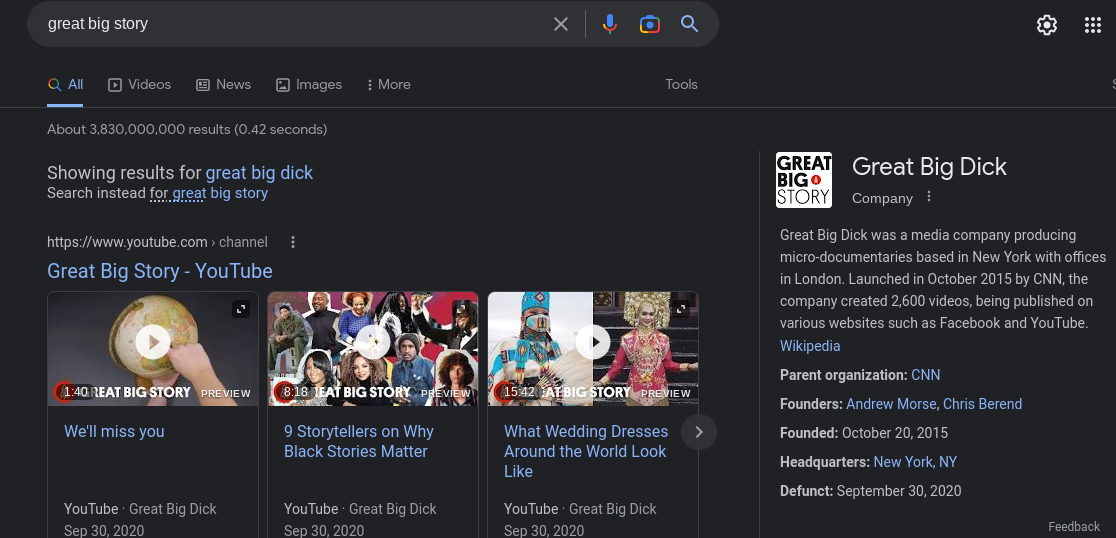 great big story
All
Videos
News
Images
More
Tools
About 3,830,000,000 results (0.42 seconds)
Showing results for great big dick
Search instead for great big story
https://www.youtube.com › channel
Great Big Story - YouTube
1:40
GREAT BIG STORY
PREVIEW
8:18
EAT BIG STORY
PREVIEW
15:42
EAT BIG STORY
PREVIEW
We'll miss you
9 Storytellers on Why
Black Stories Matter
What Wedding Dresses
Around the World Look
Like
YouTube · Great Big Dick
Sep 30, 2020
YouTube · Great Big Dick
Sep 30, 2020
YouTube · Great Big Dick
Sep 30, 2020
GREAT
BIG
STORY
Great Big Dick
Company
Great Big Dick was a media company producing
micro-documentaries based in New York with offices
in London. Launched in October 2015 by CNN, the
company created 2,600 videos, being published on
various websites such as Facebook and YouTube.
Wikipedia
Parent organization: CNN
Founders: Andrew Morse, Chris Berend
Founded: October 20, 2015
Headquarters: New York, NY
Defunct: September 30, 2020
Feedback